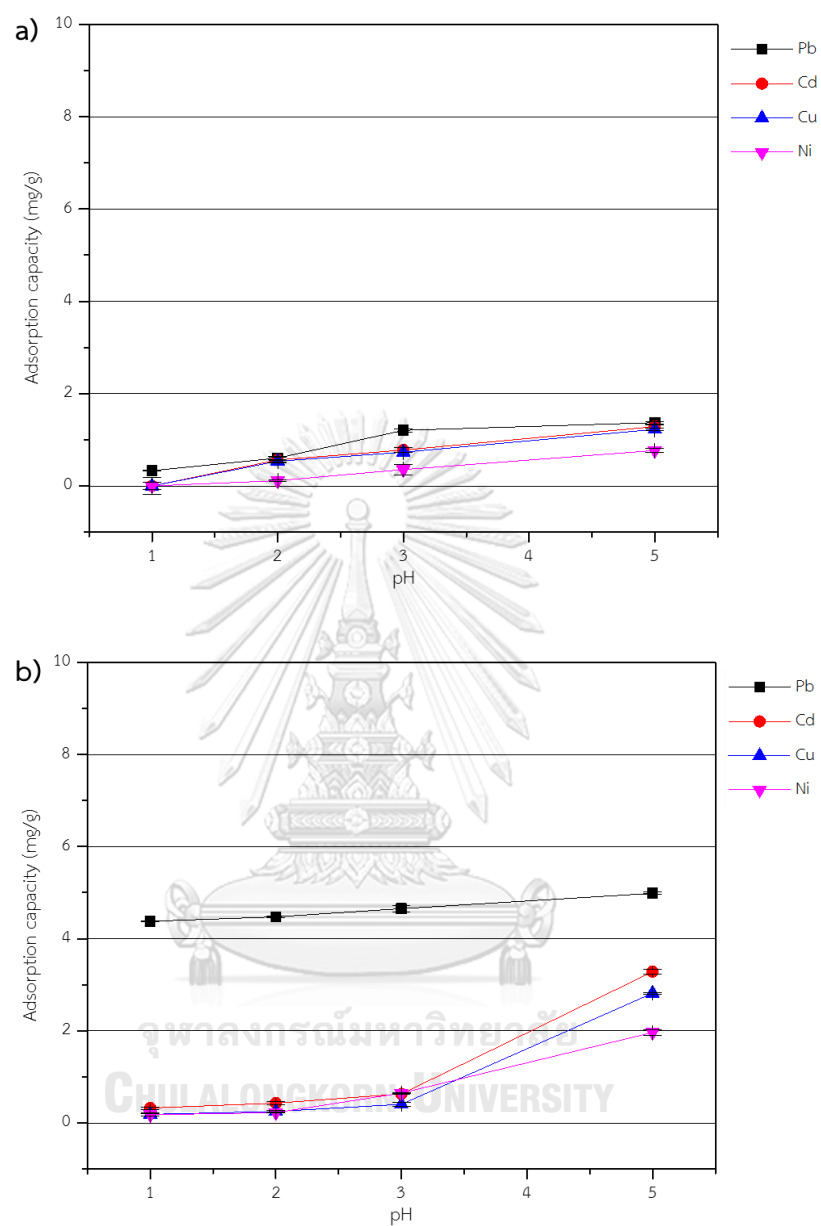 a)
10
8
6
4
2
0
Adsorption capacity (mg/g)
1 2 3 4 5
pH
Pb
Cd
Cu
Ni
b)
10
8
6
4
2
0
Adsorption capacity (mg/g)
1 2 3 4 5
pH
Pb
Cd
Cu
Ni
จุฬาลงกรณ์มหาวิทยาลัย
CHULALONGKORN UNIVERSITY